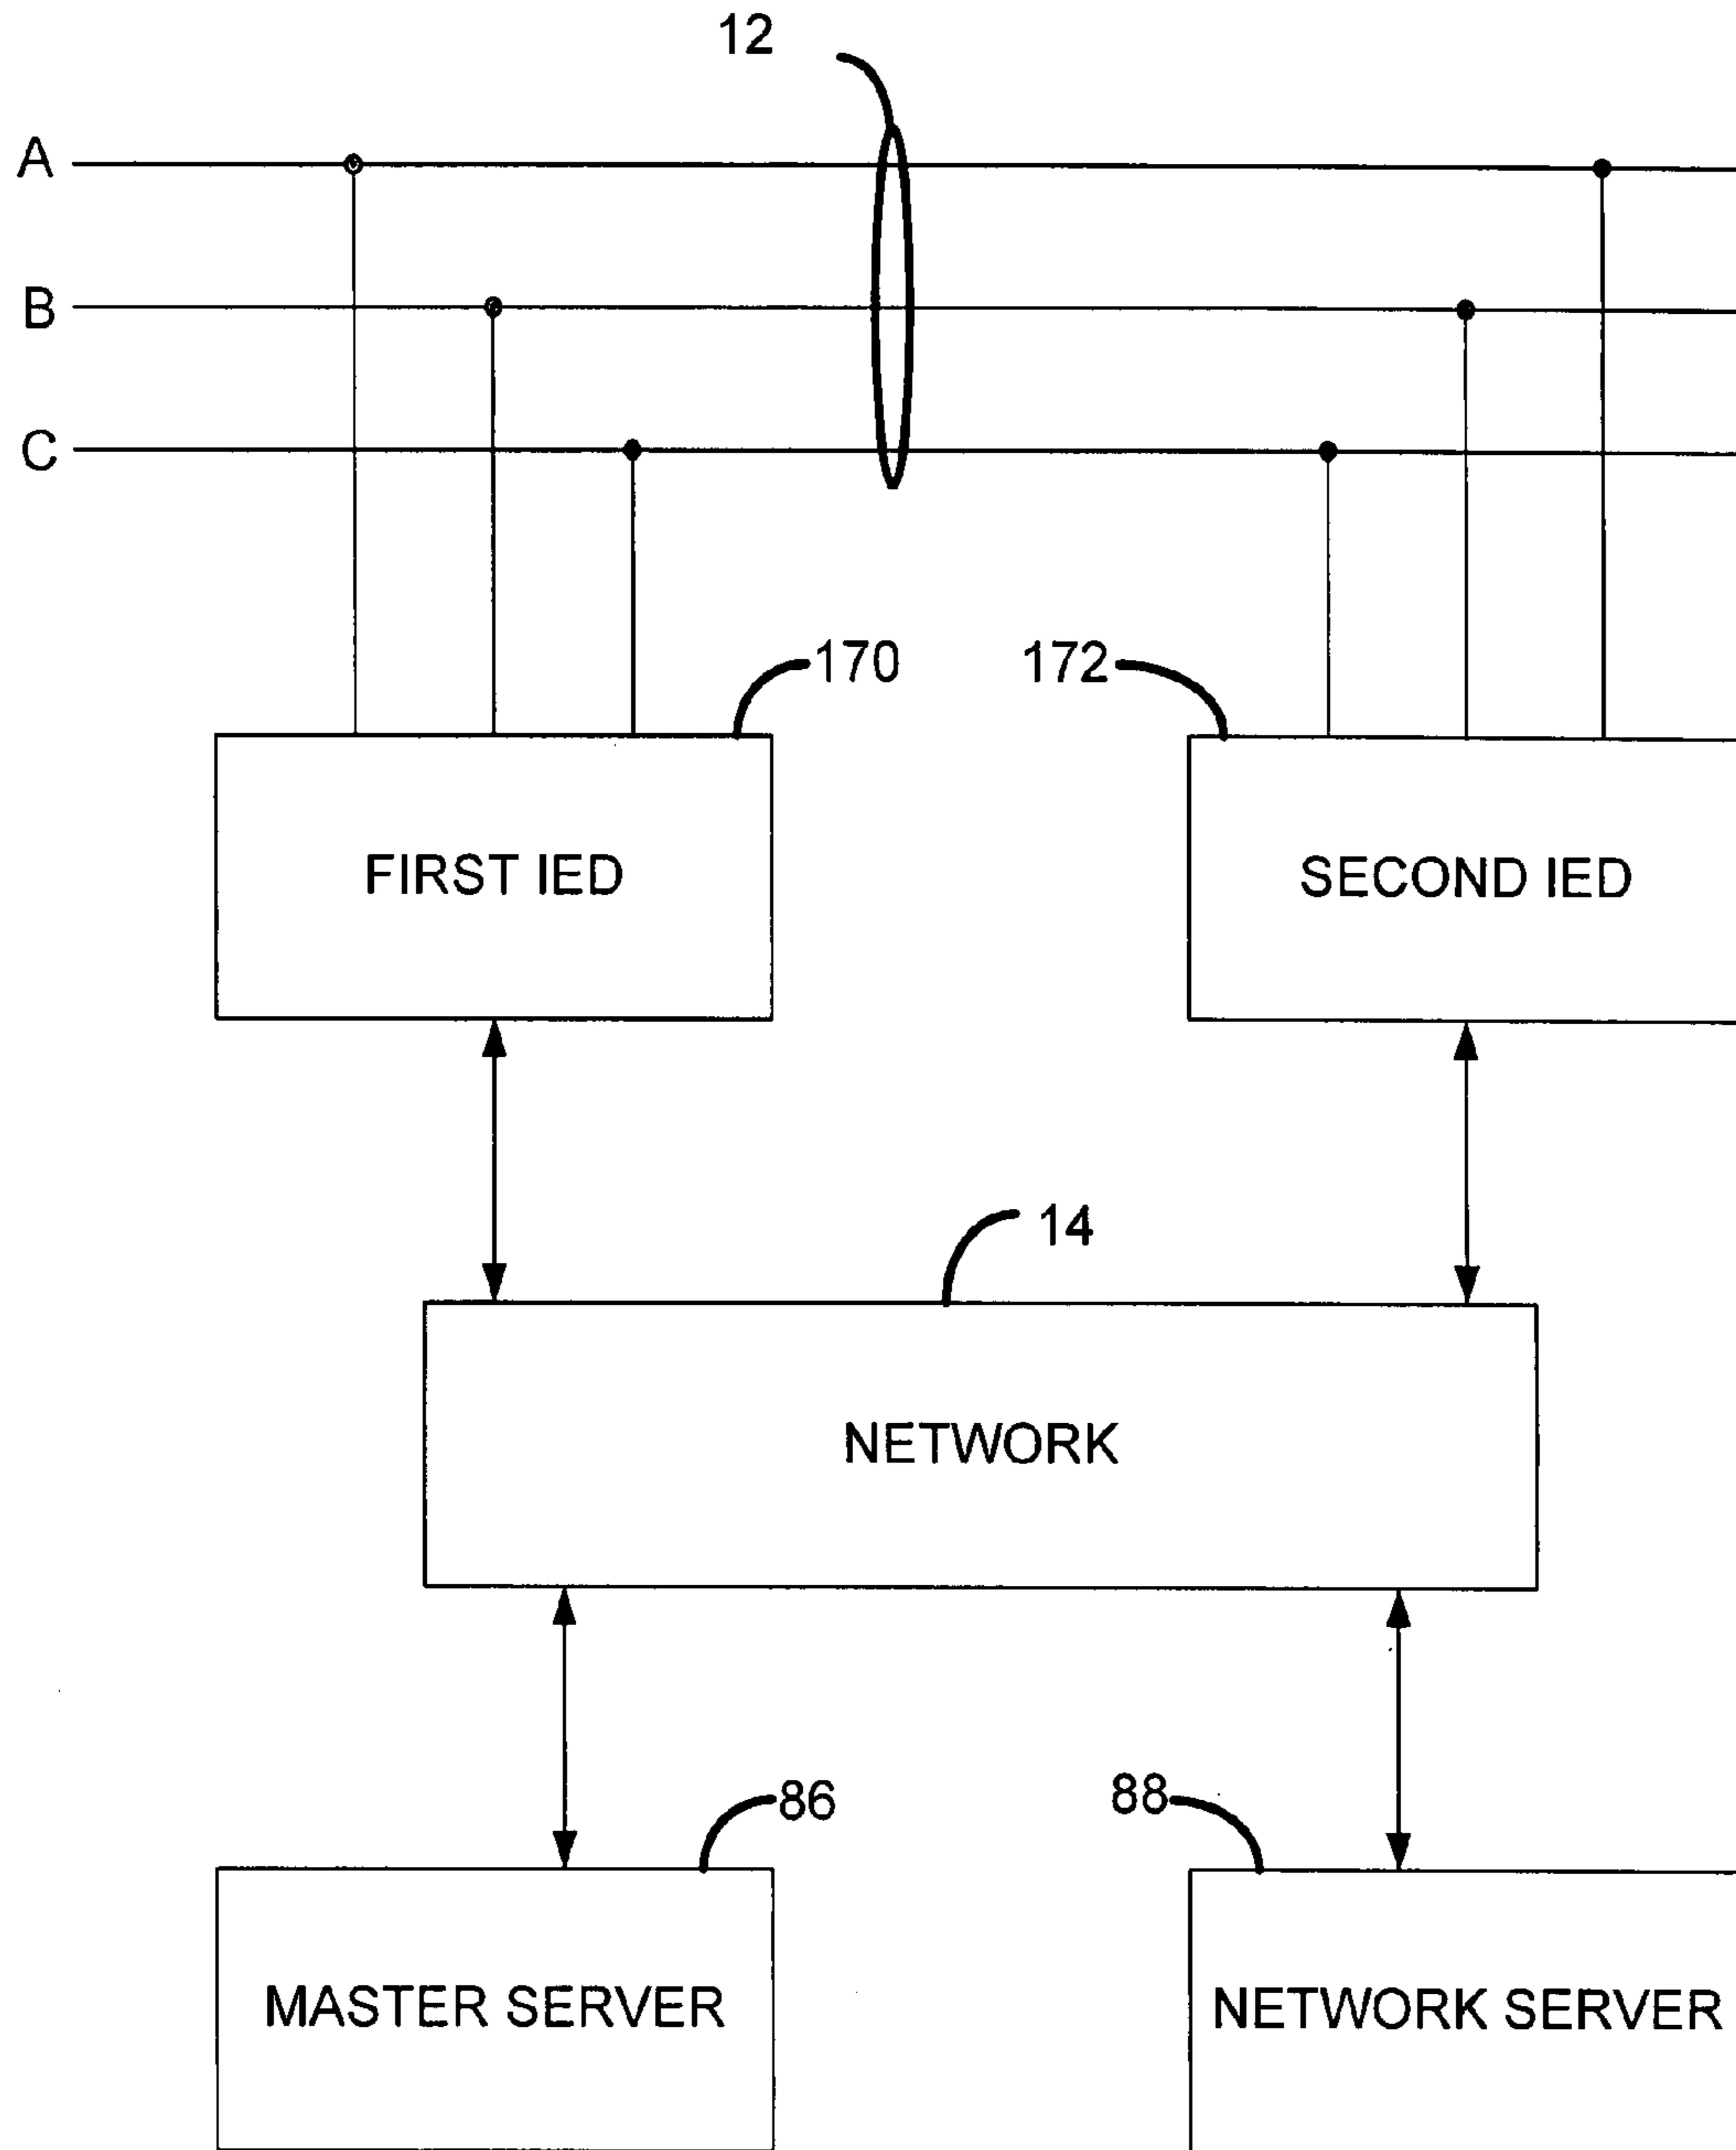 12
A
B
C
170
172
FIRST IED
SECOND IED
14
NETWORK
86
88
MASTER SERVER
NETWORK SERVER